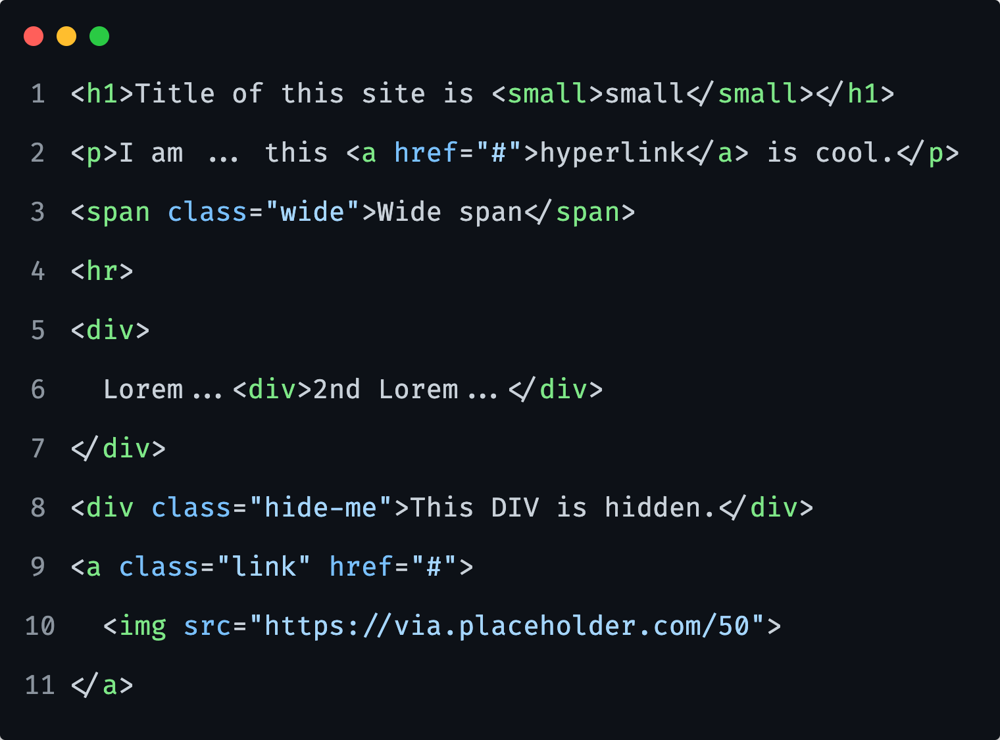 1 <h1>Title of this site is <small>small</small></h1>
2 <p>I am ... this <a href="#">hyperlink</a> is cool.</p>
3 <span class="wide">Wide span</span>
4 <hr>
5 <div>
6   Lorem...<div>2nd Lorem...</div>
7 </div>
8 <div class="hide-me">This DIV is hidden.</div>
9 <a class="link" href="#">
10   <img src="https://via.placeholder.com/50">
11 </a>